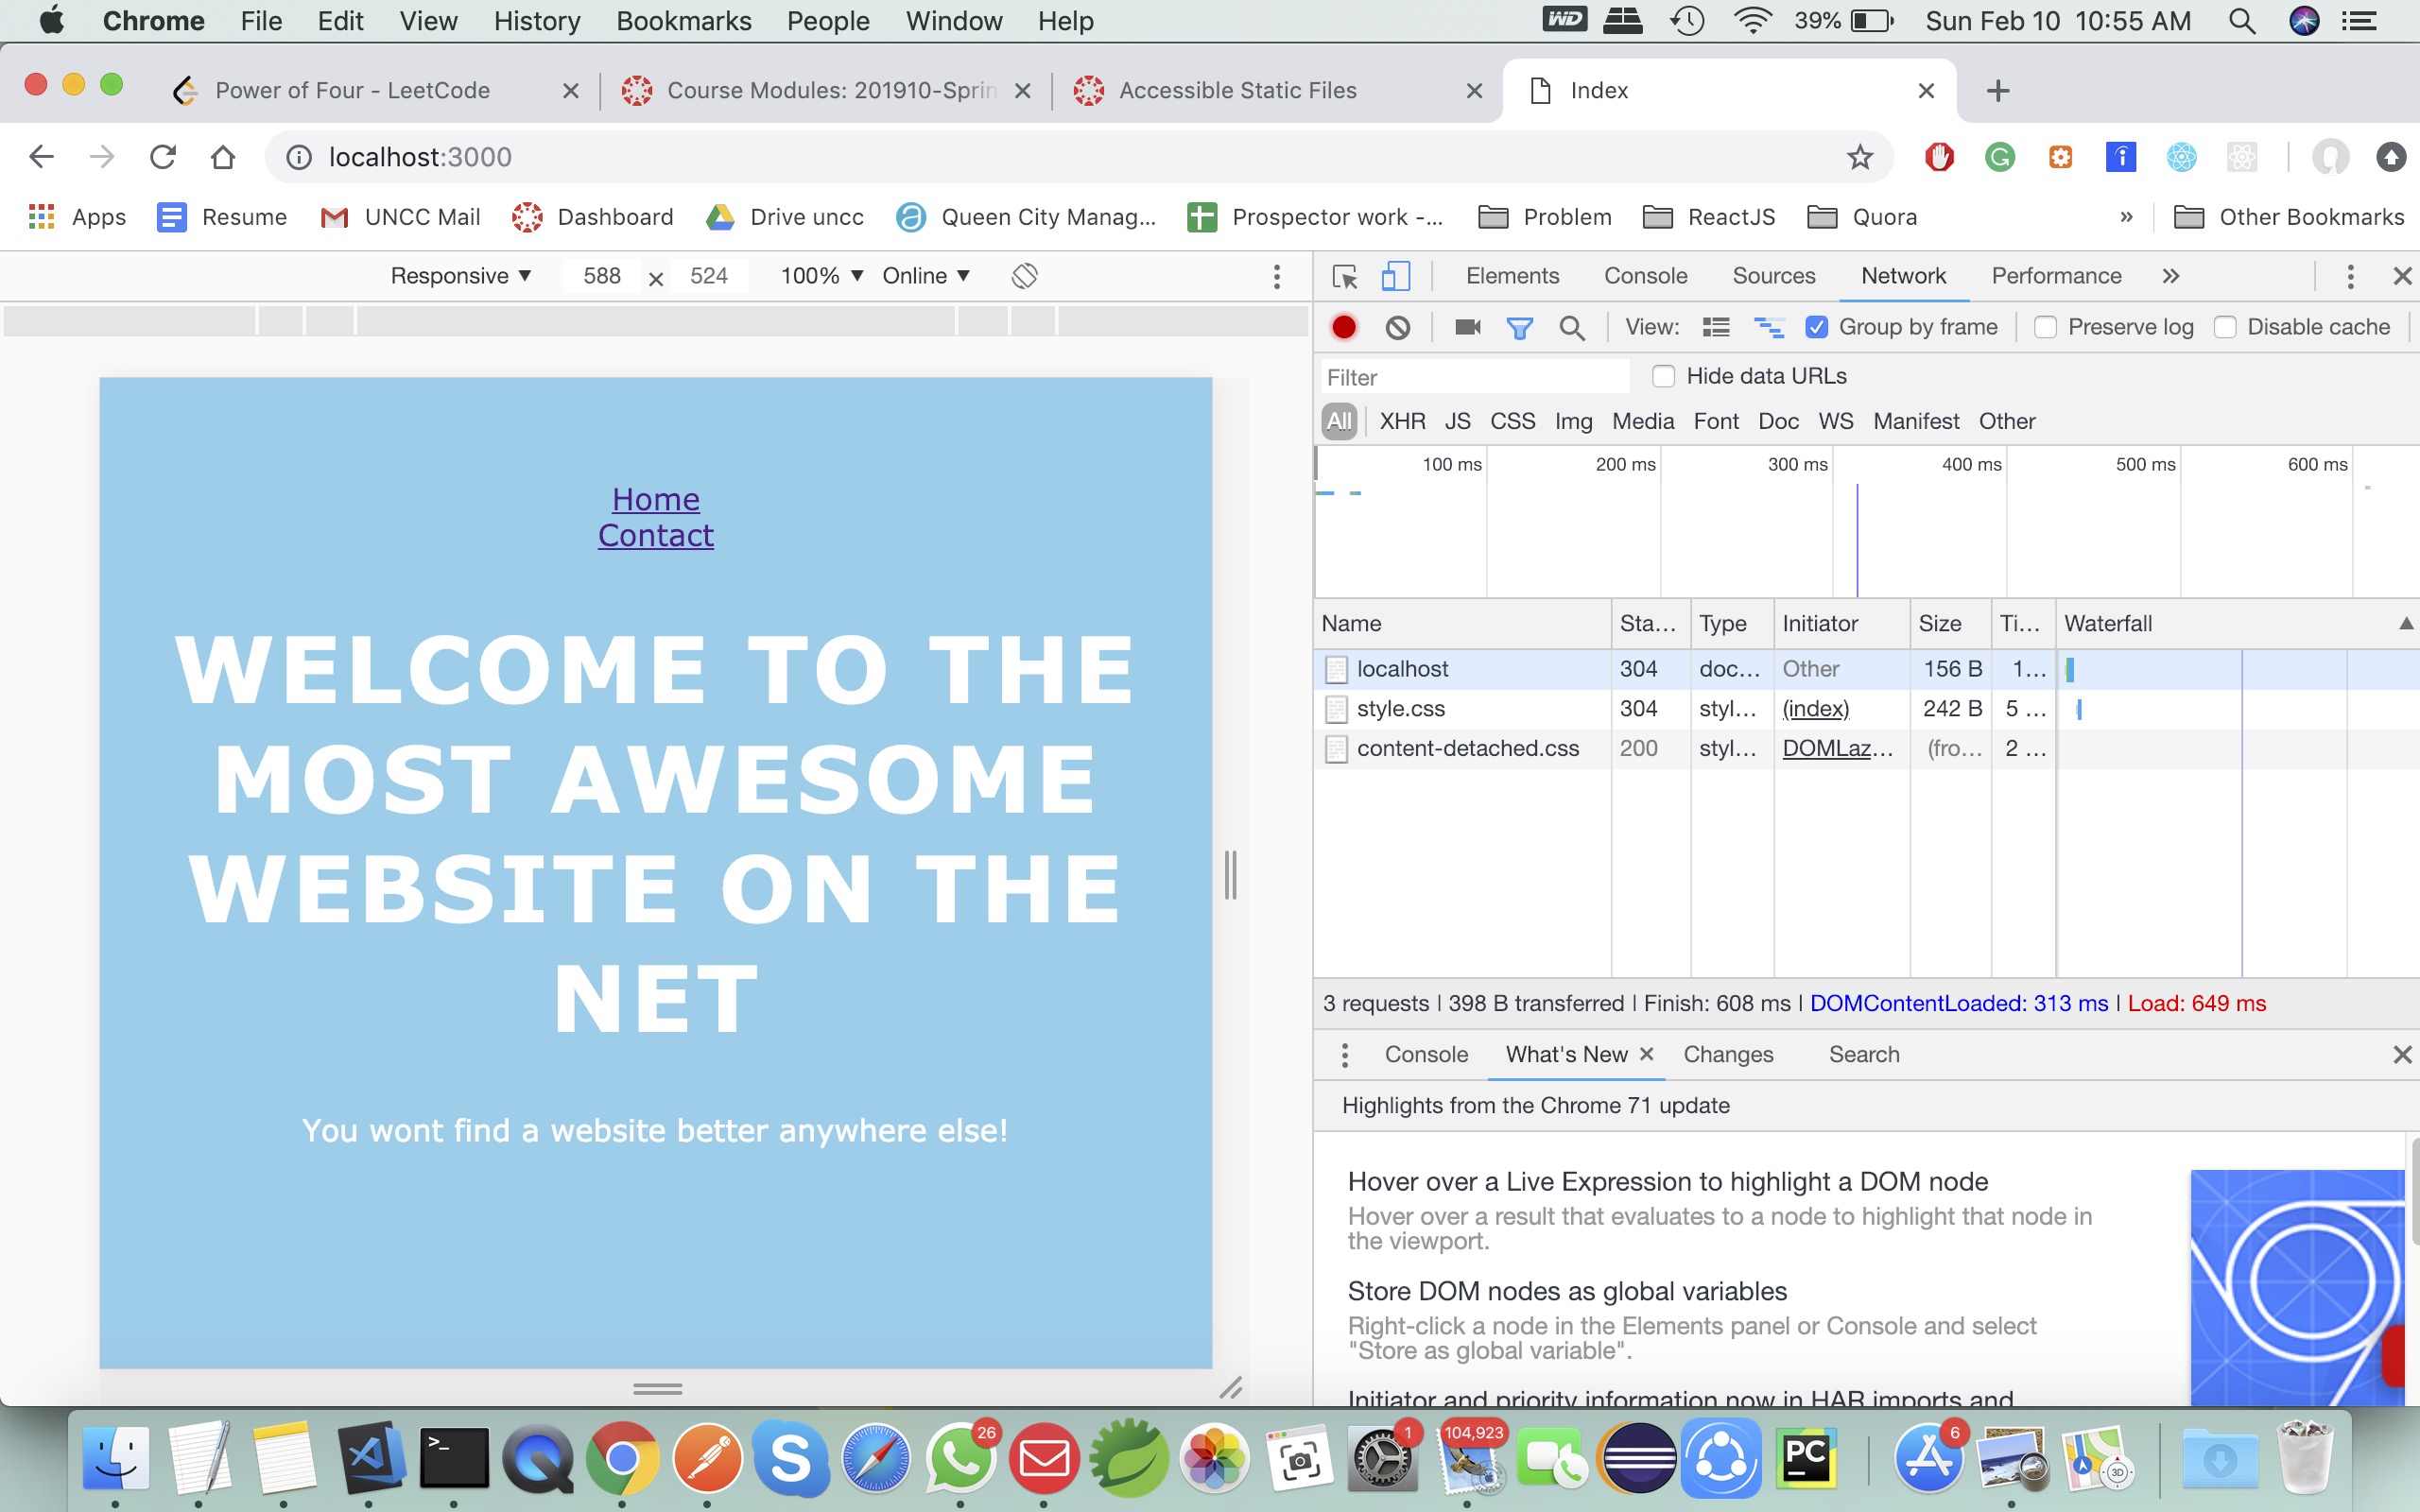 Chrome File Edit View History Bookmarks People Window Help WD 39% Sun Feb 10 10:55 AM
Power of Four - LeetCode Course Modules: 201910-Sprin Accessible Static Files Index
localhost:3000
Apps Resume UNCC Mail Dashboard Drive uncc Queen City Manag... Prospector work -... Problem ReactJS Quora » Other Bookmarks
Responsive 588 × 524 100% Online
Elements Console Sources Network Performance »
View: Group by frame Preserve log Disable cache
Filter Hide data URLs
All XHR JS CSS Img Media Font Doc WS Manifest Other
100 ms 200 ms 300 ms 400 ms 500 ms 600 ms
Name Sta... Type Initiator Size Ti... Waterfall
localhost 304 doc... Other 156 B 1...
style.css 304 styl... (index) 242 B 5 ...
content-detached.css 200 styl... DOMLaz... (fro... 2 ...
3 requests | 398 B transferred | Finish: 608 ms | DOMContentLoaded: 313 ms | Load: 649 ms
Console What's New Changes Search
Highlights from the Chrome 71 update
Hover over a Live Expression to highlight a DOM node
Hover over a result that evaluates to a node to highlight that node in
the viewport.
Store DOM nodes as global variables
Right-click a node in the Elements panel or Console and select
"Store as global variable".
Initiator and priority information now in HAR imports and
Home
Contact
WELCOME TO THE
MOST AWESOME
WEBSITE ON THE
NET
You wont find a website better anywhere else!
26 1 104,923 PC 6 3D